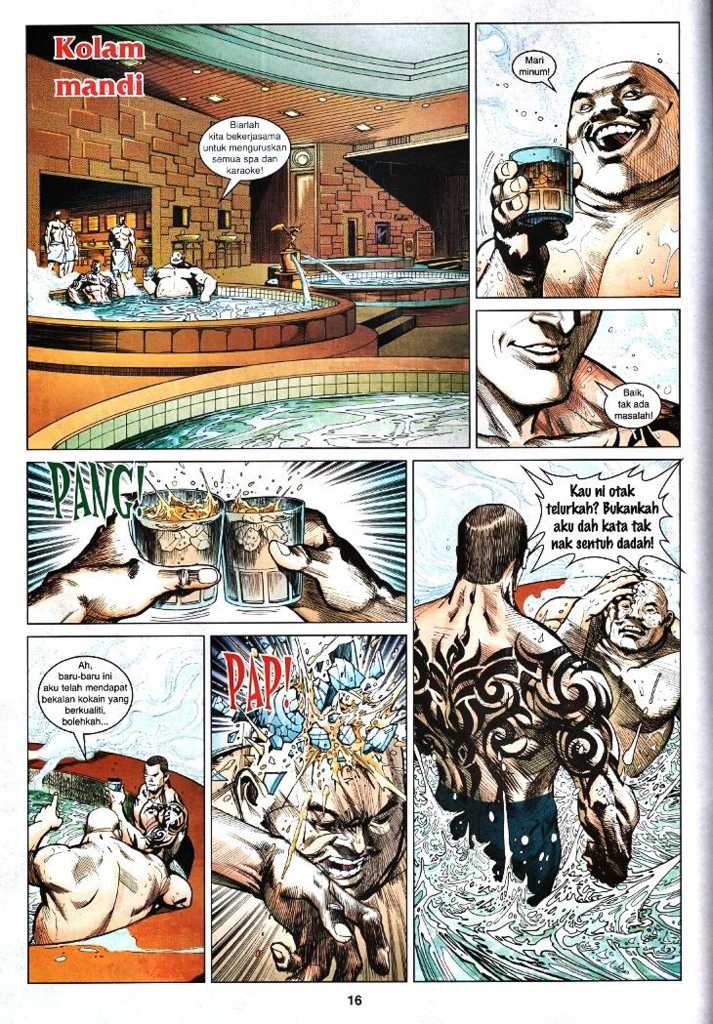 Kolam
mandi
Biarlah
kita bekerjasama
untuk menguruskan
semua spa dan
karaoke!
Mari
minum!
Baik,
tak ada
masalah!
PANG!
Ah,
baru-baru ini
aku telah mendapat
bekalan kokain yang
berkualiti,
bolehkah...
PAP!
Kau ni otak
telurkah? Bukankah
aku dah kata tak
nak sentuh dadah!
16